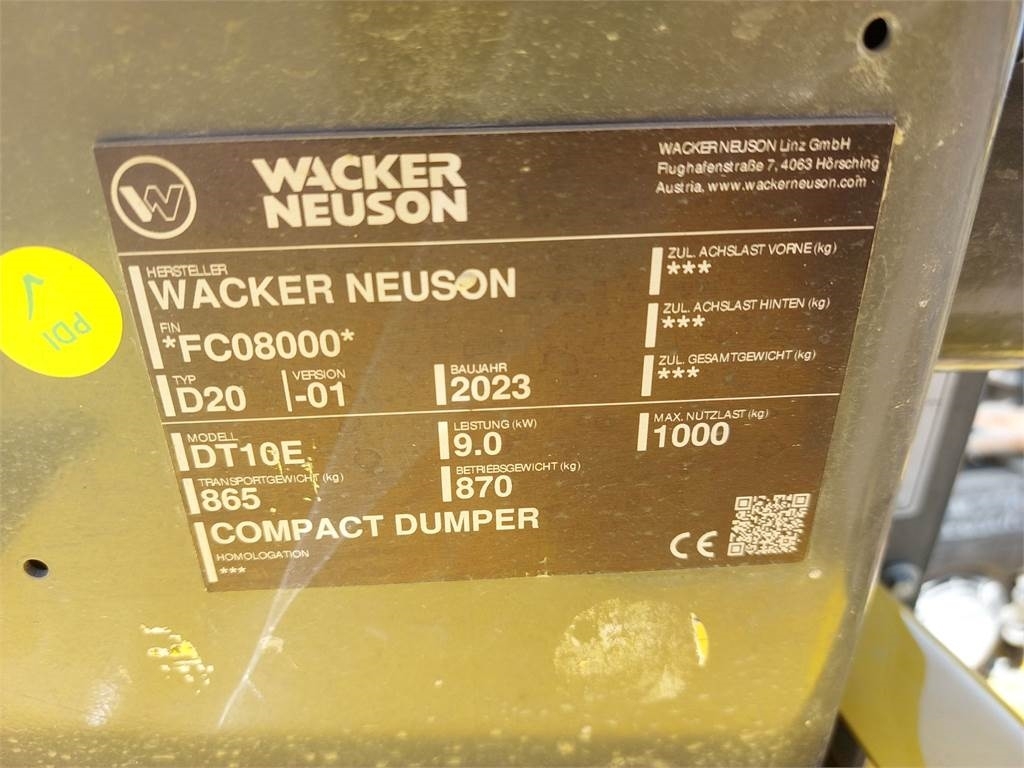 WACKER
NEUSON
WACKER NEUSON Linz GmbH
Flughafenstraße 7, 4063 Hörsching
Austria, www.wackerneuson.com
HERSTELLER
WACKER NEUSON
FIN
*FC08000*
TYP
D20
VERSION
-01
BAUJAHR
2023
ZUL. ACHSLAST VORNE (kg)
***
ZUL. ACHSLAST HINTEN (kg)
***
ZUL. GESAMTGEWICHT (kg)
***
MODELL
DT10E
LEISTUNG (kW)
9.0
MAX. NUTZLAST (kg)
1000
TRANSPORTGEWICHT (kg)
865
BETRIEBSGEWICHT (kg)
870
COMPACT DUMPER
HOMOLOGATION
***
CE
PDI